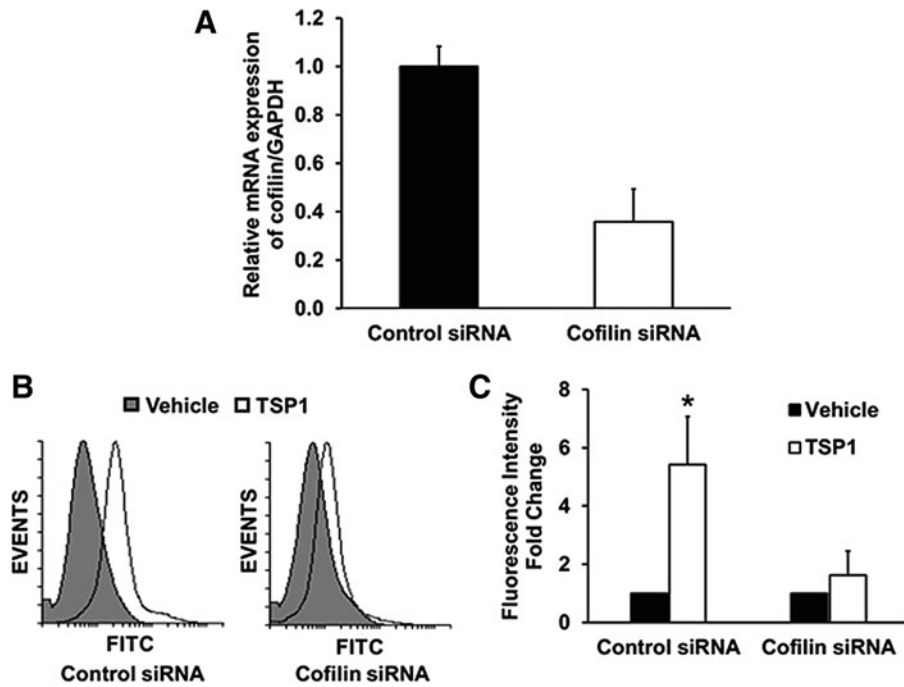 A
Relative mRNA expression
of cofilin/GAPDH
1.2
1.0
0.8
0.6
0.4
0.2
0.0
Control siRNA
Cofilin siRNA
B
Vehicle
TSP1
EVENTS
FITC
Control siRNA
EVENTS
FITC
Cofilin siRNA
C
Fluorescence Intensity
Fold Change
8
6
4
2
0
*
Vehicle
TSP1
Control siRNA
Cofilin siRNA